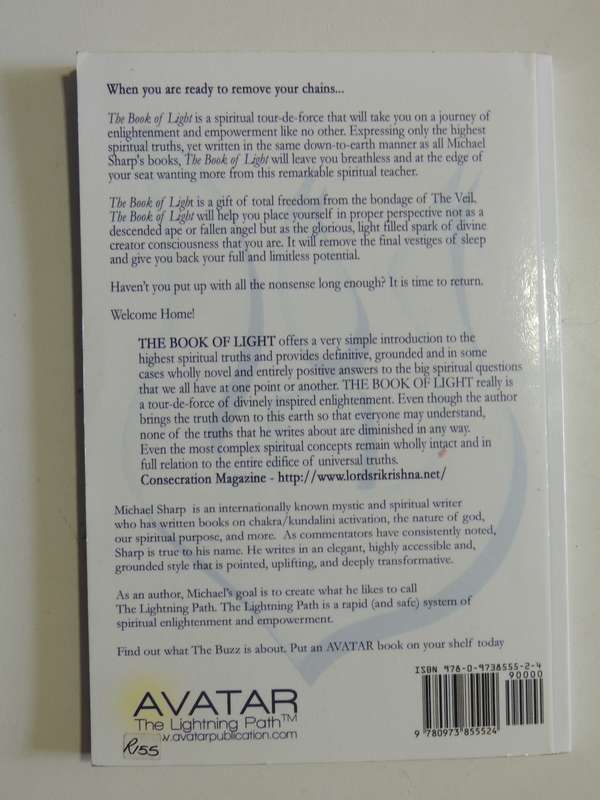 When you are ready to remove your chains...
The Book of Light is a spiritual tour-de-force that will take you on a journey of
enlightenment and empowerment like no other. Expressing only the highest
spiritual truths, yet written in the same down-to-earth manner as all Michael
Sharp's books, The Book of Light will leave you breathless and at the edge of
your seat wanting more from this remarkable spiritual teacher.
The Book of Light is a gift of total freedom from the bondage of The Veil.
The Book of Light will help you place yourself in proper perspective not as a
descended ape or fallen angel but as the glorious, light filled spark of divine
creator consciousness that you are. It will remove the final vestiges of sleep
and give you back your full and limitless potential.
Haven't you put up with all the nonsense long enough? It is time to return.
Welcome Home!
THE BOOK OF LIGHT offers a very simple introduction to the
highest spiritual truths and provides definitive, grounded and in some
cases wholly novel and entirely positive answers to the big spiritual questions
that we all have at one point or another. THE BOOK OF LIGHT really is
a tour-de-force of divinely inspired enlightenment. Even though the author
brings the truth down to this earth so that everyone may understand,
none of the truths that he writes about are diminished in any way.
Even the most complex spiritual concepts remain wholly intact and in
full relation to the entire edifice of universal truths.
Consecration Magazine - http://www.lordsrikrishna.net/
Michael Sharp is an internationally known mystic and spiritual writer
who has written books on chakra/kundalini activation, the nature of god,
our spiritual purpose, and more. As commentators have consistently noted,
Sharp is true to his name. He writes in an elegant, highly accessible and,
grounded style that is pointed, uplifting, and deeply transformative.
As an author, Michael's goal is to create what he likes to call
The Lightning Path. The Lightning Path is a rapid (and safe) system of
spiritual enlightenment and empowerment.
Find out what The Buzz is about. Put an AVATAR book on your shelf today
ISBN 978-0-9738555-2-4
90000
9 780973 855524
AVATAR
The Lightning Path™
w.avatarpublication.com
R155